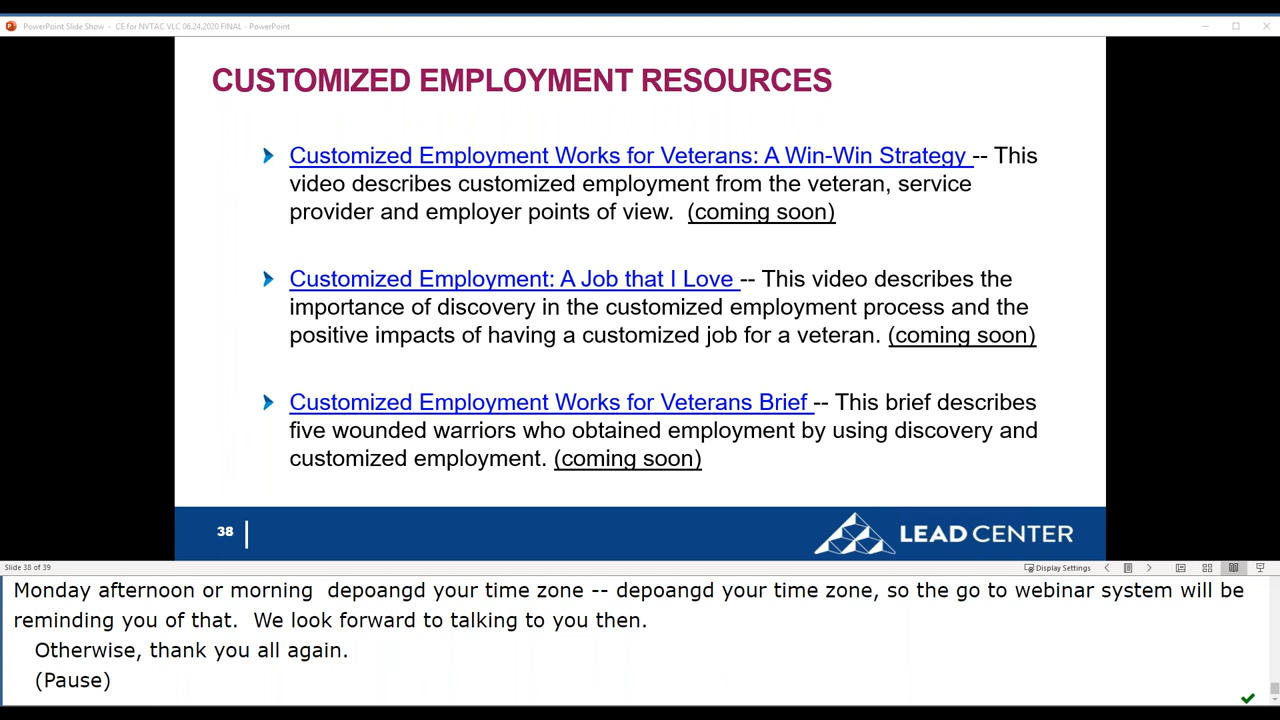 PowerPoint Slide Show - CE for NVTAC VLC 06.24.2020 FINAL - PowerPoint
CUSTOMIZED EMPLOYMENT RESOURCES
Customized Employment Works for Veterans: A Win-Win Strategy -- This
video describes customized employment from the veteran, service
provider and employer points of view. (coming soon)
Customized Employment: A Job that I Love -- This video describes the
importance of discovery in the customized employment process and the
positive impacts of having a customized job for a veteran. (coming soon)
Customized Employment Works for Veterans Brief -- This brief describes
five wounded warriors who obtained employment by using discovery and
customized employment. (coming soon)
38
LEAD CENTER
Slide 38 of 39
Display Settings
Monday afternoon or morning depoangd your time zone -- depoangd your time zone, so the go to webinar system will be
reminding you of that. We look forward to talking to you then.
Otherwise, thank you all again.
(Pause)